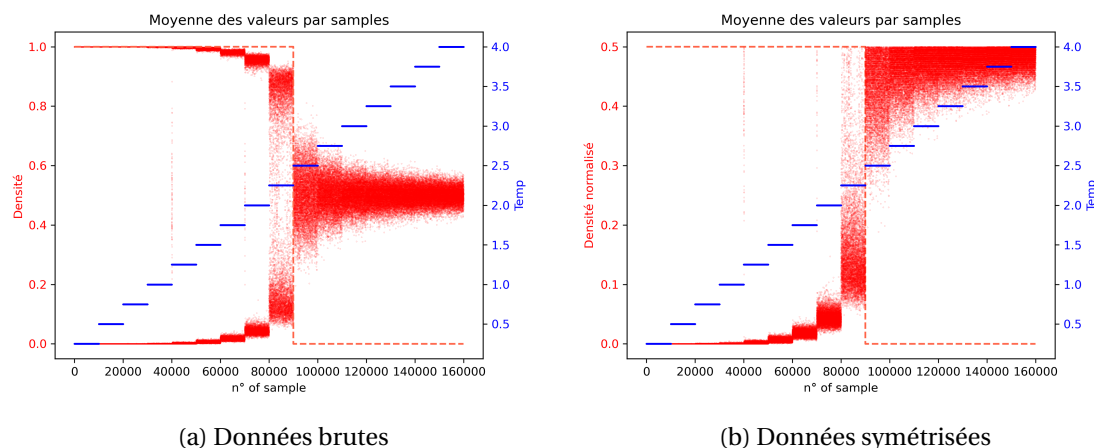 Moyenne des valeurs par samples
1.0
0.8
0.6
0.4
0.2
0.0
Densité
4.0
3.5
3.0
2.5
2.0
1.5
1.0
0.5
Temp
0 20000 40000 60000 80000 100000 120000 140000 160000
n° of sample
(a) Données brutes
Moyenne des valeurs par samples
0.5
0.4
0.3
0.2
0.1
0.0
Densité normalisé
4.0
3.5
3.0
2.5
2.0
1.5
1.0
0.5
Temp
0 20000 40000 60000 80000 100000 120000 140000 160000
n° of sample
(b) Données symétrisées